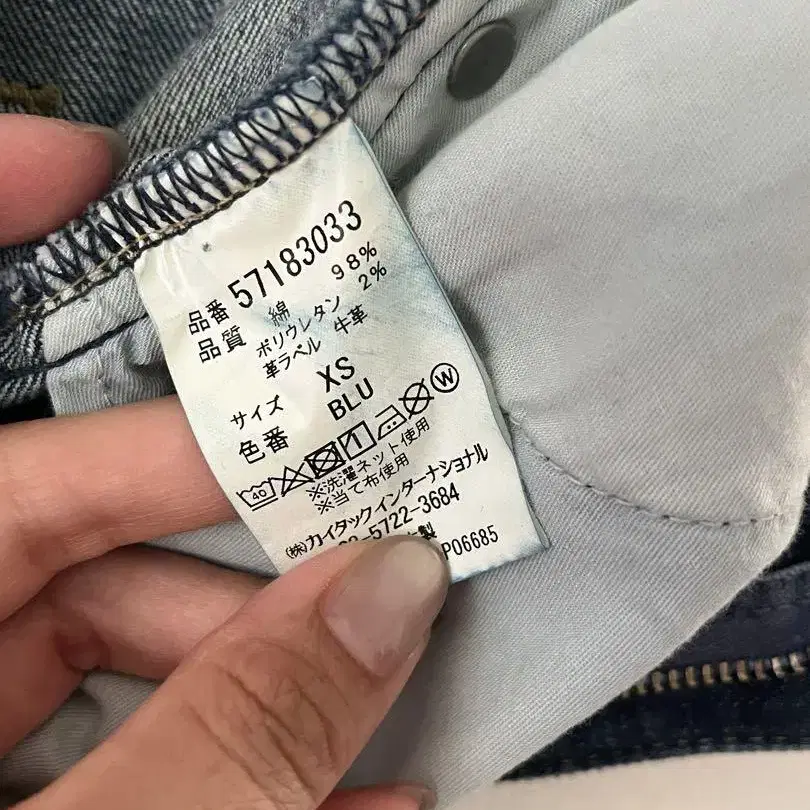 品番 57183033
品質 綿 98%
ポリウレタン 2%
革ラベル 牛革
サイズ XS
色番 BLU
40 1 W
※洗濯ネット使用
※当て布使用
(株)カイタックインターナショナル
5722-3684
製 P06685